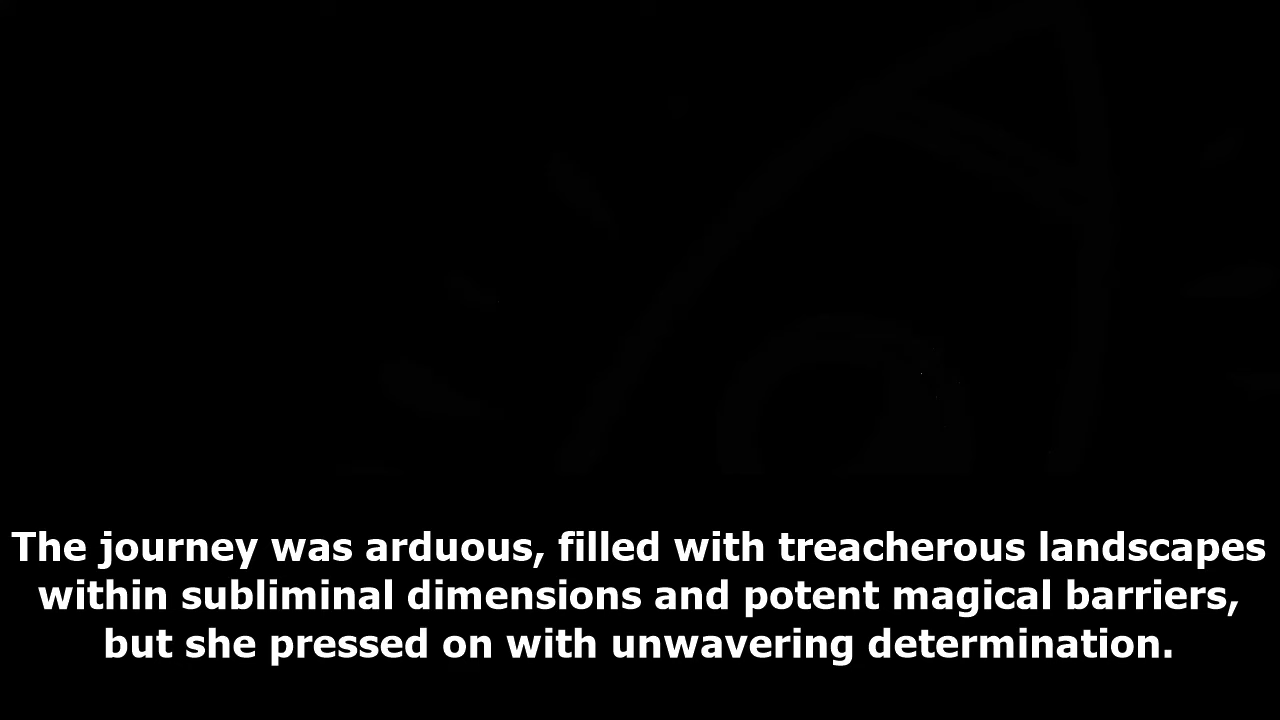 The journey was arduous, filled with treacherous landscapes
within subliminal dimensions and potent magical barriers,
but she pressed on with unwavering determination.